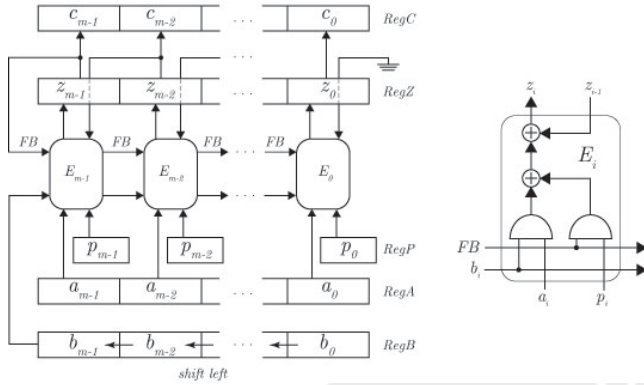 c_{m-1} c_{m-2} · · · c_0 RegC
· · ·
z_{m-1} z_{m-2} · · · z_0 RegZ
FB FB FB · · · FB
E_{m-1} E_{m-2} E_0
· · ·
p_{m-1} p_{m-2} p_0 RegP
a_{m-1} a_{m-2} · · · a_0 RegA
b_{m-1} b_{m-2} · · · b_0 RegB
shift left
z_i z_{i-1}
E_i
FB
b_i
a_i p_i